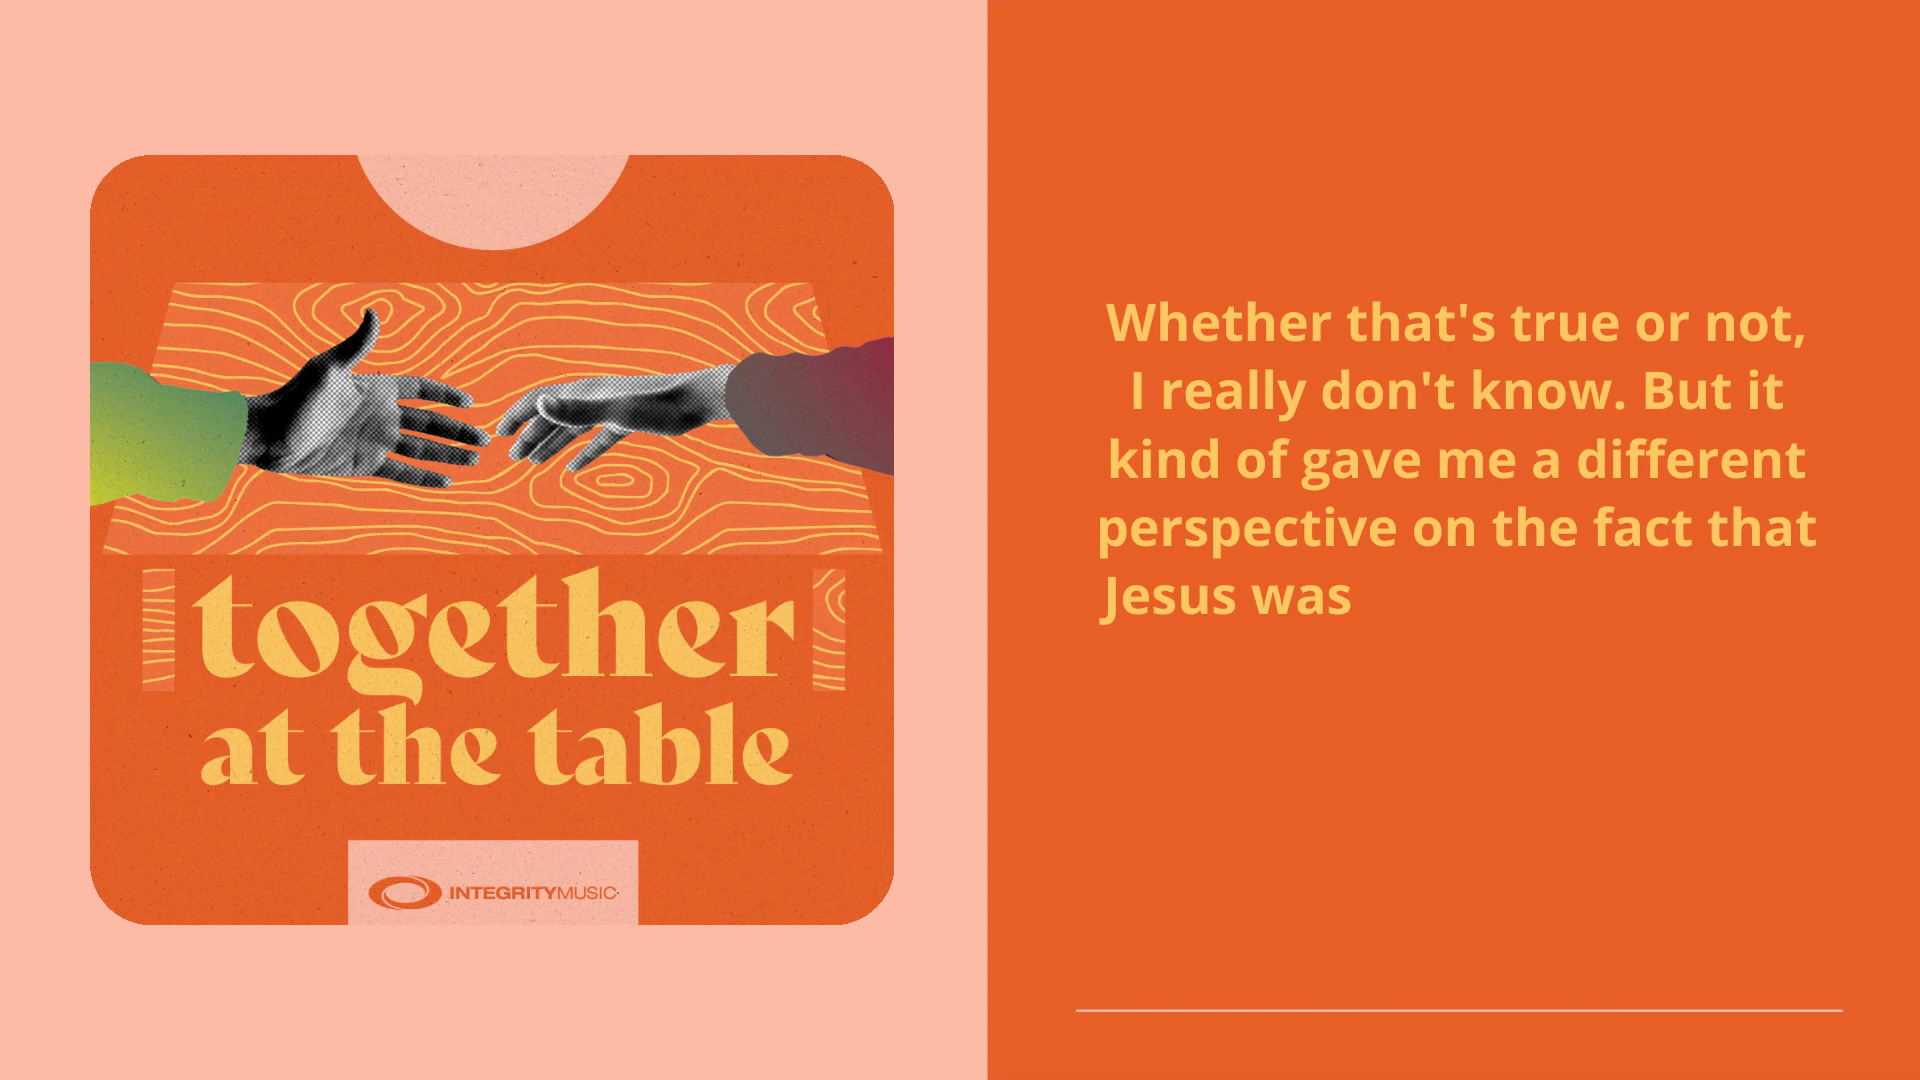 together
at the table
INTEGRITYMUSIC
Whether that's true or not,
I really don't know. But it
kind of gave me a different
perspective on the fact that
Jesus was